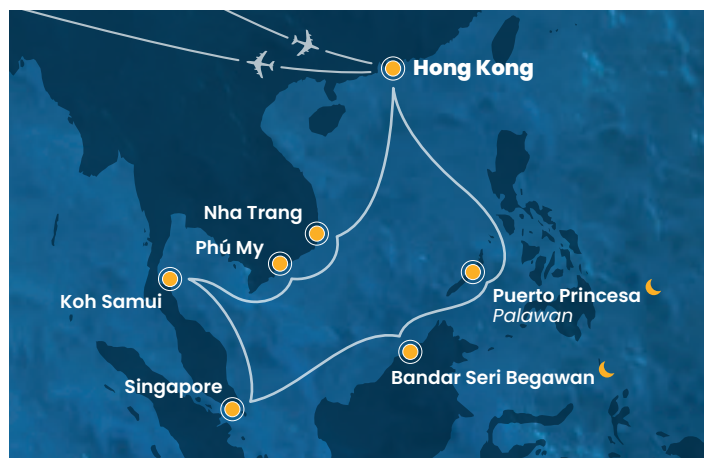 Hong Kong
Nha Trang
Phú My
Koh Samui
Puerto Princesa
Palawan
Singapore
Bandar Seri Begawan